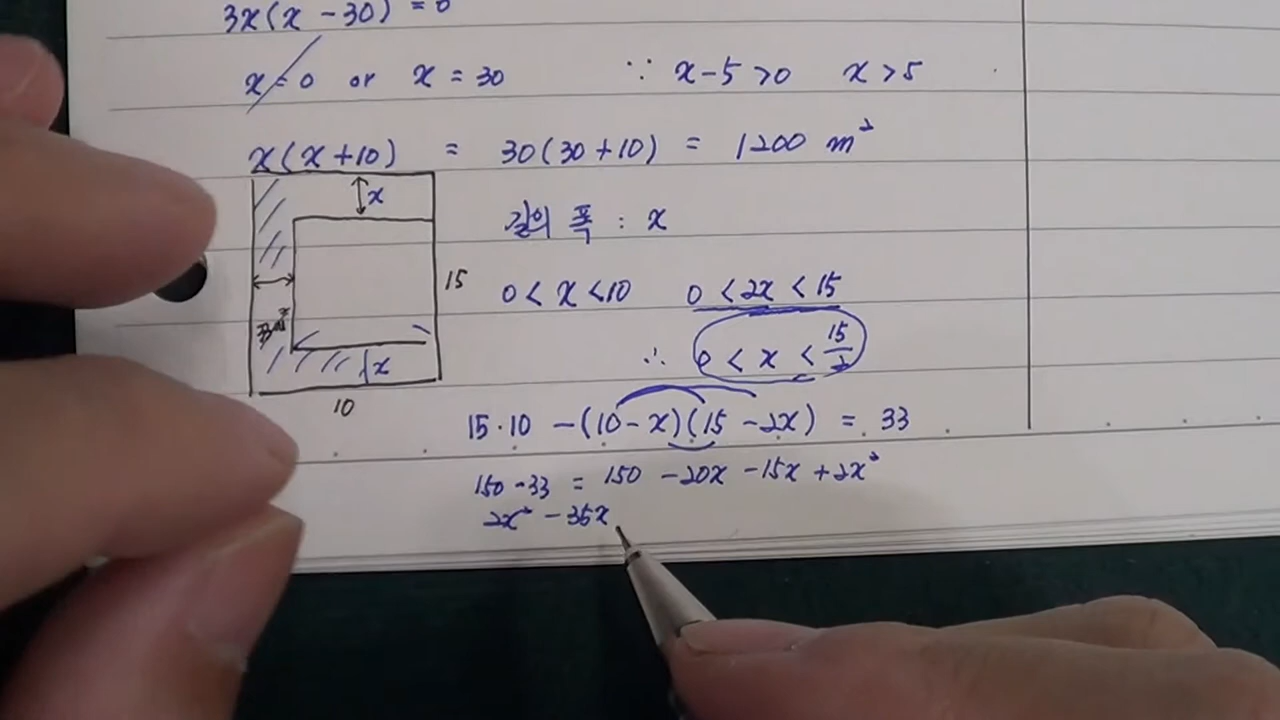 3x(x - 30) = 0
x = 0 or x = 30 ∵ x-5 > 0 x > 5
x(x+10) = 30(30+10) = 1200 m²
x
길의 폭 : x
15
0 < x < 10 0 < 2x < 15
∴ 0 < x < 15/2
x
10
15·10 -(10-x)(15-2x) = 33
150-33 = 150 -20x -15x +2x²
2x² - 35x